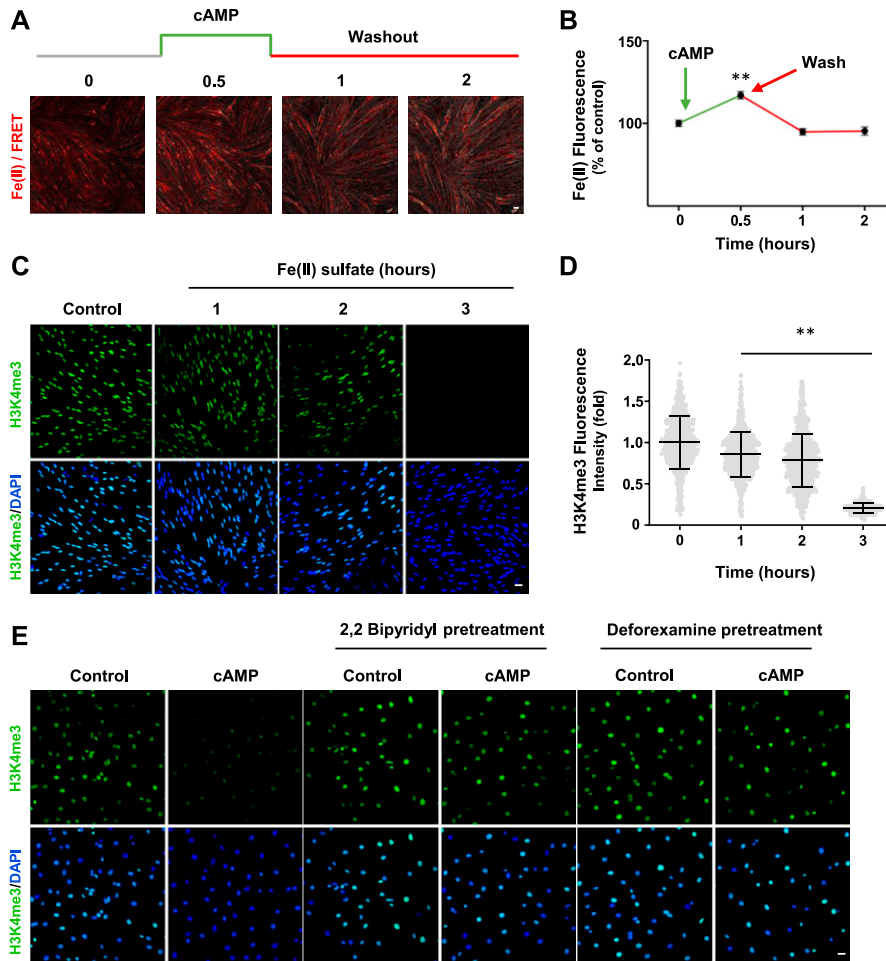 A
cAMP
Washout
0 0.5 1 2
Fe(II) / FRET
B
150
100
Fe(II) Fluorescence
(% of control)
cAMP
**
Wash
0 0.5 1 2
Time (hours)
C
Fe(II) sulfate (hours)
Control 1 2 3
H3K4me3
H3K4me3/DAPI
D
**
H3K4me3 Fluorescence
Intensity (fold)
2.0
1.5
1.0
0.5
0
0 1 2 3
Time (hours)
E
2,2 Bipyridyl pretreatment Deforexamine pretreatment
Control cAMP Control cAMP Control cAMP
H3K4me3
H3K4me3/DAPI